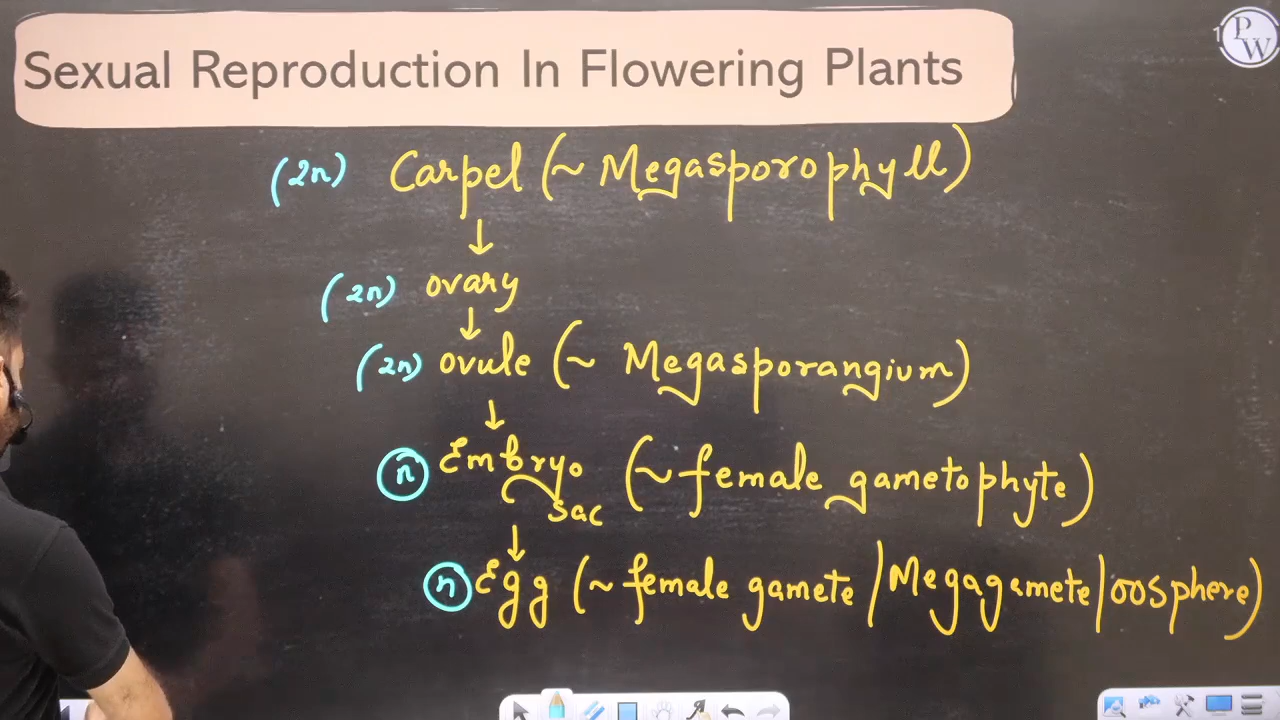 Sexual Reproduction In Flowering Plants
PW
(2n) Carpel (~ Megasporophyll)
↓
(2n) ovary
↓
(2n) ovule (~ Megasporangium)
↓
n Embryo sac (~ female gametophyte)
↓
n Egg (~ female gamete / Megagamete / oosphere)